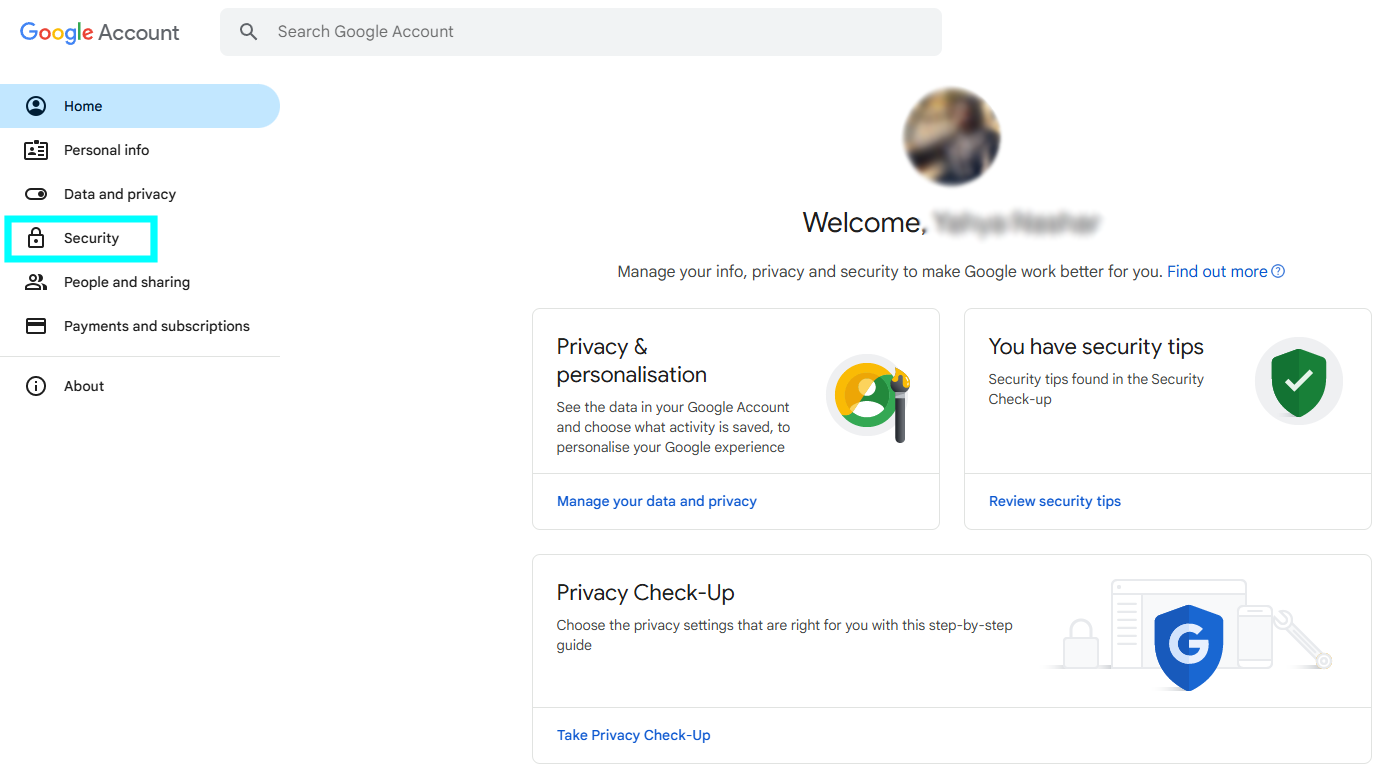 Google Account
Search Google Account
Home
Personal info
Data and privacy
Security
People and sharing
Payments and subscriptions
About
Welcome,
Manage your info, privacy and security to make Google work better for you. Find out more
Privacy &
personalisation
See the data in your Google Account
and choose what activity is saved, to
personalise your Google experience
Manage your data and privacy
You have security tips
Security tips found in the Security
Check-up
Review security tips
Privacy Check-Up
Choose the privacy settings that are right for you with this step-by-step
guide
G
Take Privacy Check-Up